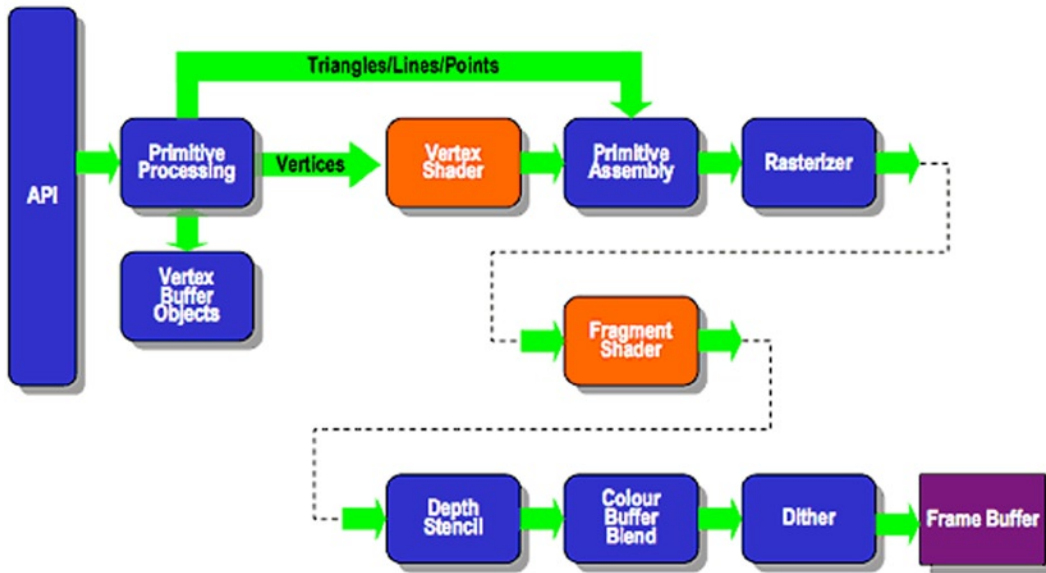 Triangles/Lines/Points
API
Primitive
Processing
Vertices
Vertex
Shader
Primitive
Assembly
Rasterizer
Vertex
Buffer
Objects
Fragment
Shader
Depth
Stencil
Colour
Buffer
Blend
Dither
Frame Buffer